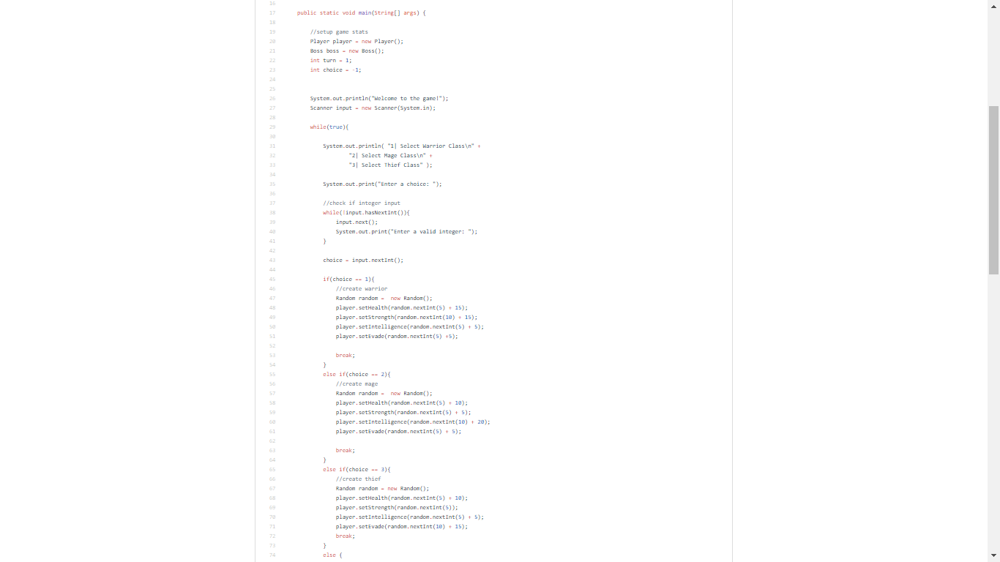 16
17 public static void main(String[] args) {
18
19 //setup game stats
20 Player player = new Player();
21 Boss boss = new Boss();
22 int turn = 1;
23 int choice = -1;
24
25
26 System.out.println("Welcome to the game!");
27 Scanner input = new Scanner(System.in);
28
29 while(true){
30
31 System.out.println( "1| Select Warrior Class\n" +
32 "2| Select Mage Class\n" +
33 "3| Select Thief Class" );
34
35 System.out.print("Enter a choice: ");
36
37 //check if integer input
38 while(!input.hasNextInt()){
39 input.next();
40 System.out.print("Enter a valid integer: ");
41 }
42
43 choice = input.nextInt();
44
45 if(choice == 1){
46 //create warrior
47 Random random =  new Random();
48 player.setHealth(random.nextInt(5) + 15);
49 player.setStrength(random.nextInt(10) + 15);
50 player.setIntelligence(random.nextInt(5) + 5);
51 player.setEvade(random.nextInt(5) +5);
52
53 break;
54 }
55 else if(choice == 2){
56 //create mage
57 Random random =  new Random();
58 player.setHealth(random.nextInt(5) + 10);
59 player.setStrength(random.nextInt(5) + 5);
60 player.setIntelligence(random.nextInt(10) + 20);
61 player.setEvade(random.nextInt(5) + 5);
62
63 break;
64 }
65 else if(choice == 3){
66 //create thief
67 Random random = new Random();
68 player.setHealth(random.nextInt(5) + 10);
69 player.setStrength(random.nextInt(5));
70 player.setIntelligence(random.nextInt(5) + 5);
71 player.setEvade(random.nextInt(10) + 15);
72 break;
73 }
74 else {